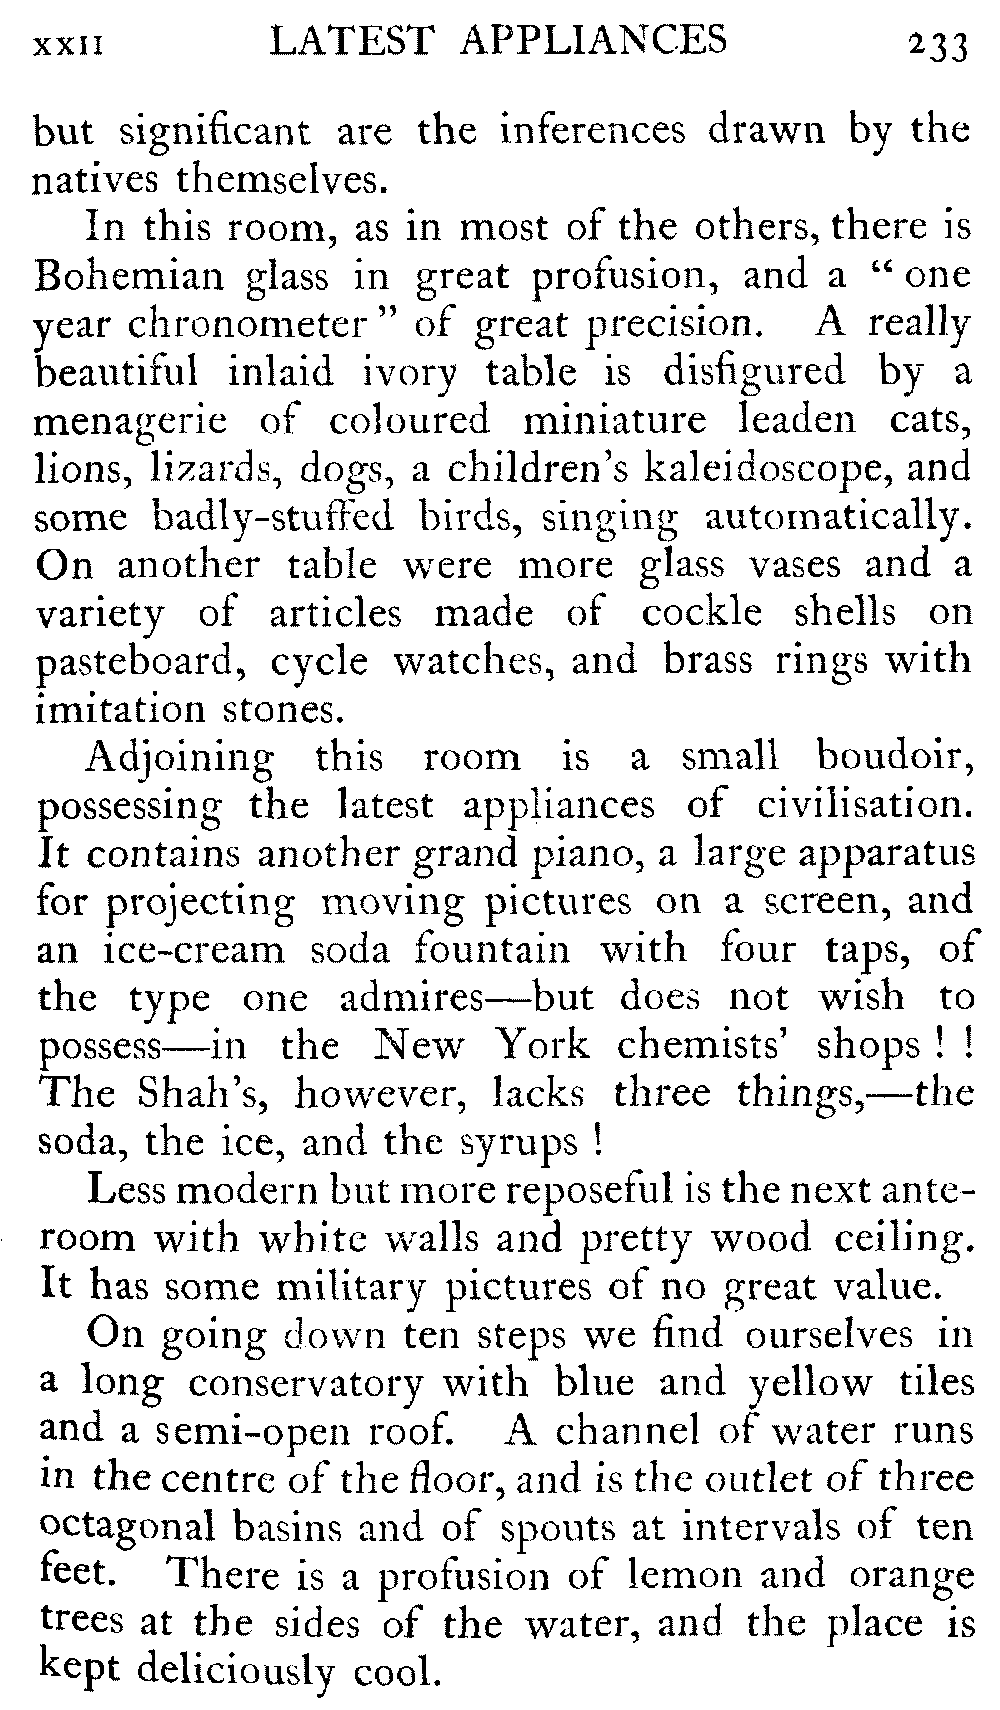 XXII LATEST APPLIANCES 233
but significant are the inferences drawn by the
natives themselves.
In this room, as in most of the others, there is
Bohemian glass in great profusion, and a “ one
year chronometer ” of great precision. A really
beautiful inlaid ivory table is disfigured by a
menagerie of coloured miniature leaden cats,
lions, lizards, dogs, a children's kaleidoscope, and
some badly-stuffed birds, singing automatically.
On another table were more glass vases and a
variety of articles made of cockle shells on
pasteboard, cycle watches, and brass rings with
imitation stones.
Adjoining this room is a small boudoir,
possessing the latest appliances of civilisation.
It contains another grand piano, a large apparatus
for projecting moving pictures on a screen, and
an ice-cream soda fountain with four taps, of
the type one admires—but does not wish to
possess—in the New York chemists' shops ! !
The Shah's, however, lacks three things,—the
soda, the ice, and the syrups !
Less modern but more reposeful is the next ante-
room with white walls and pretty wood ceiling.
It has some military pictures of no great value.
On going down ten steps we find ourselves in
a long conservatory with blue and yellow tiles
and a semi-open roof. A channel of water runs
in the centre of the floor, and is the outlet of three
octagonal basins and of spouts at intervals of ten
feet. There is a profusion of lemon and orange
trees at the sides of the water, and the place is
kept deliciously cool.